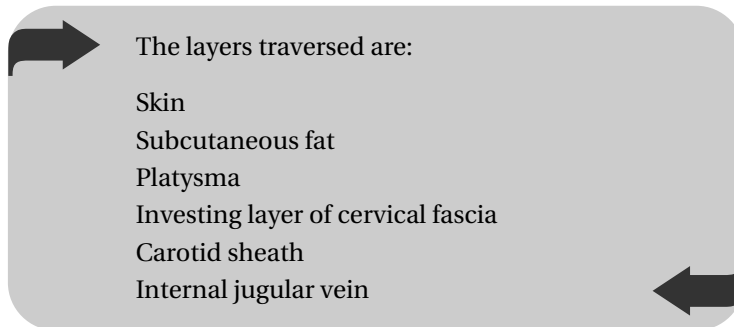 The layers traversed are:
Skin
Subcutaneous fat
Platysma
Investing layer of cervical fascia
Carotid sheath
Internal jugular vein